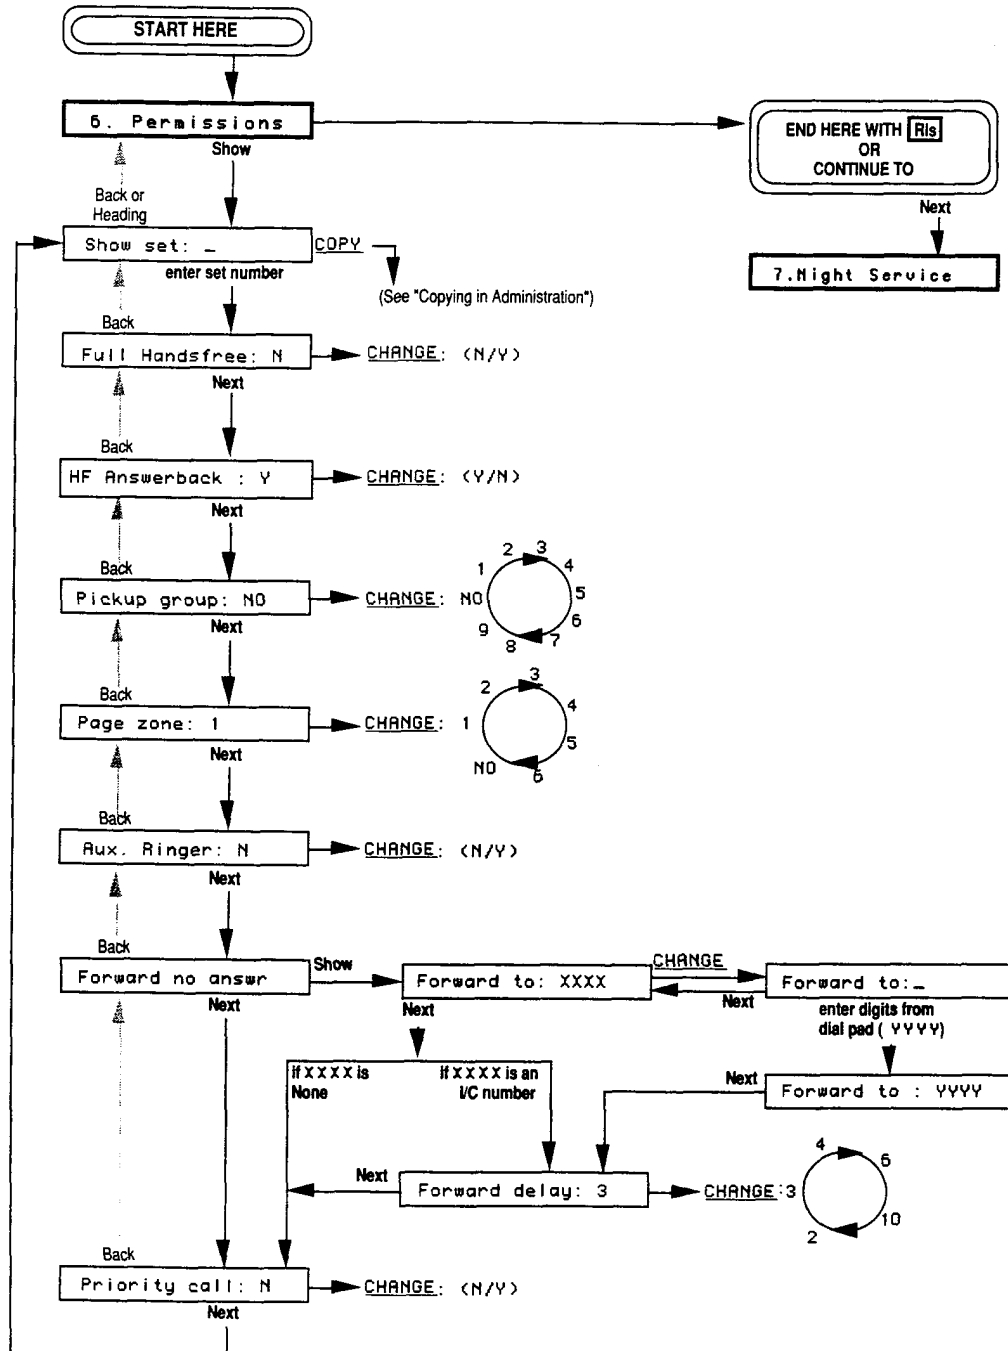 START HERE
6. Permissions
Show
END HERE WITH Rls
OR
CONTINUE TO
Next
7.Night Service
Back or
Heading
Show set: _
COPY
enter set number
(See "Copying in Administration")
Back
Full Handsfree: N
CHANGE: (N/Y)
Next
Back
HF Answerback : Y
CHANGE: (Y/N)
Next
Back
Pickup group: NO
CHANGE: NO 1 2 3 4 5 6 7 8 9
Next
Back
Page zone: 1
CHANGE: 1 2 3 4 5 6 NO
Next
Back
Aux. Ringer: N
CHANGE: (N/Y)
Next
Back
Forward no answr
Show
Forward to: XXXX
CHANGE
Next
Forward to:_
Next
Next
enter digits from
dial pad ( YYYY)
if XXXX is
None
if XXXX is an
I/C number
Next
Forward to : YYYY
Next
Forward delay: 3
CHANGE:3 4 6 10 2
Back
Priority call: N
CHANGE: (N/Y)
Next